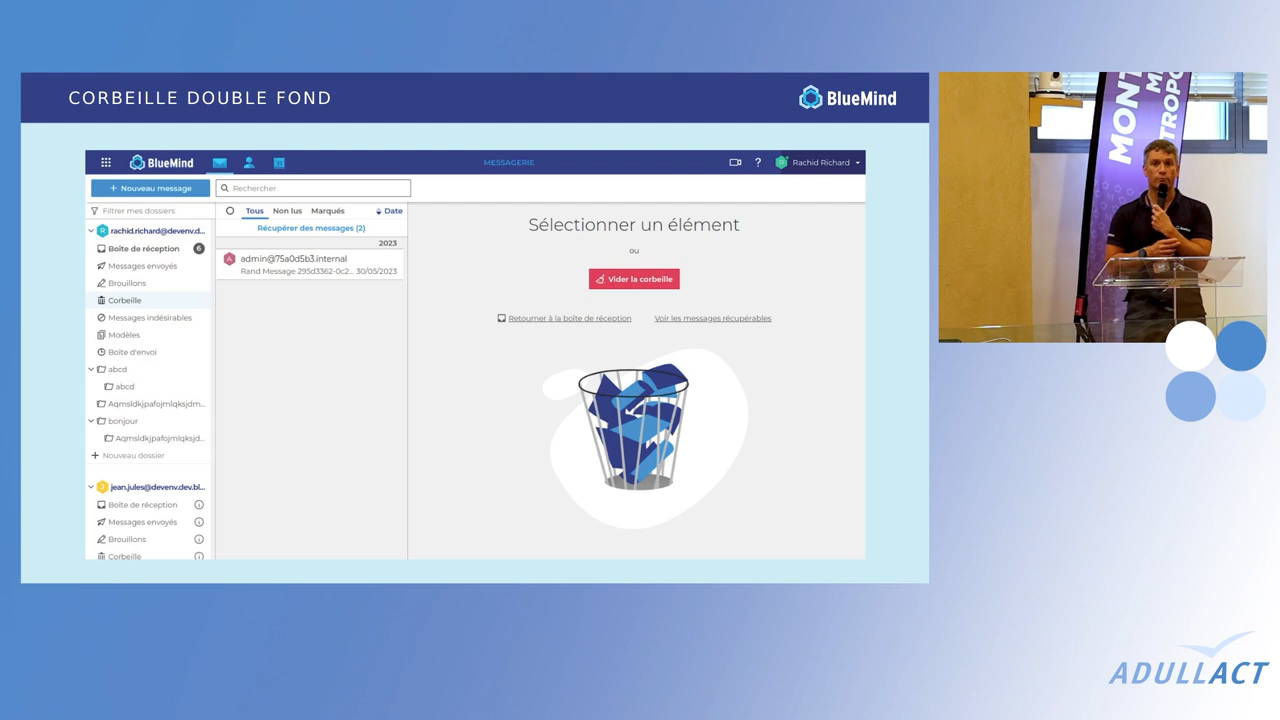 CORBEILLE DOUBLE FOND
BlueMind
BlueMind
MESSAGERIE
?
Rachid Richard
+ Nouveau message
Rechercher
Filtrer mes dossiers
Tous Non lus Marqués Date
Récupérer des messages (2)
2023
admin@75a0d5b3.internal
Rand Message 295d3362-0c2... 30/05/2023
R rachid.richard@devenv.d...
Boîte de réception 6
Messages envoyés
Brouillons
Corbeille
Messages indésirables
Modèles
Boîte d'envoi
abcd
abcd
Aqmsldkjpafojmlqksjdm...
bonjour
Aqmsldkjpafojmlqksjd...
+ Nouveau dossier
J jean.jules@devenv.dev.bl...
Boîte de réception
Messages envoyés
Brouillons
Corbeille
Sélectionner un élément
ou
Vider la corbeille
Retourner à la boîte de réception Voir les messages récupérables
MONT
M
TROPO
ADULLACT